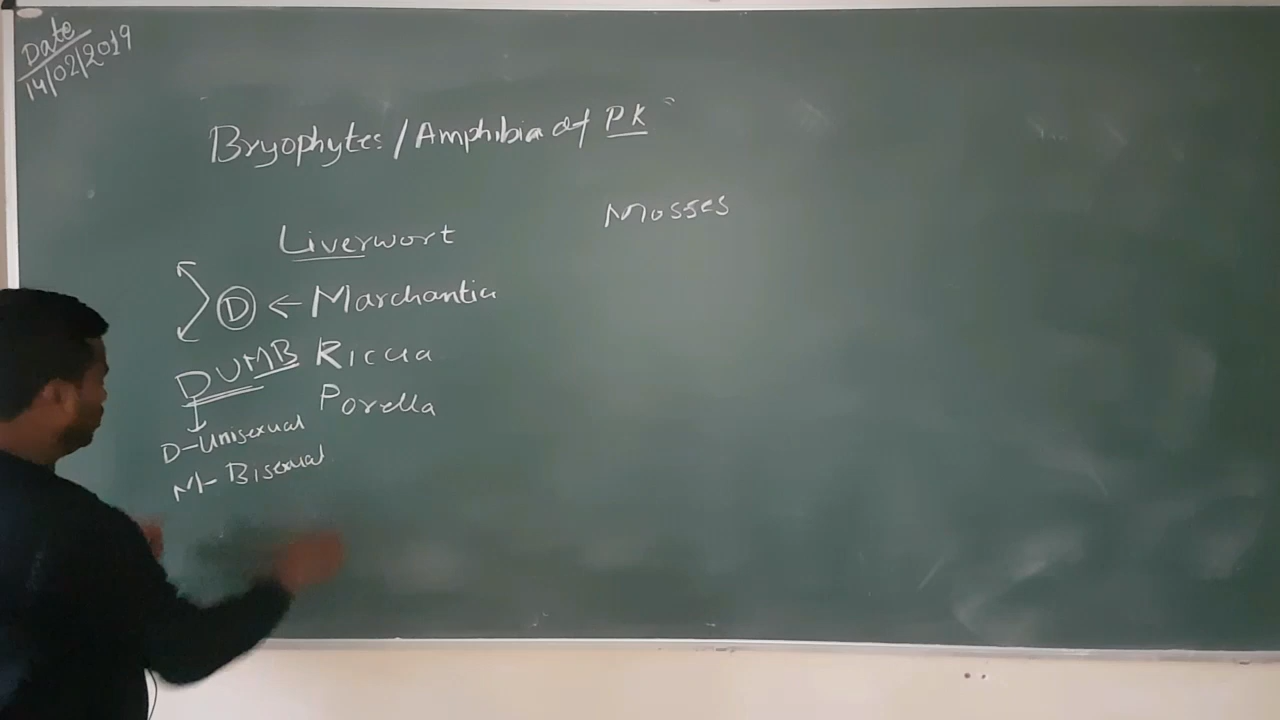 Date
14/02/2019
Bryophytes/Amphibia of PK
Liverwort
Mosses
D ← Marchantia
DUMB Riccia
Porella
D-Unisexual
M-Bisexual